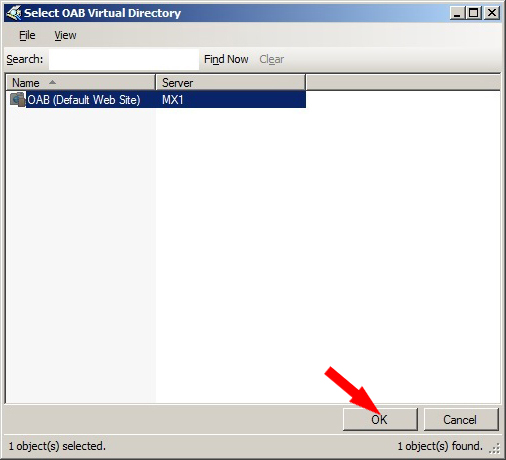 Select OAB Virtual Directory
File View
Search: Find Now Clear
Name Server
OAB (Default Web Site) MX1
OK Cancel
1 object(s) selected. 1 object(s) found.